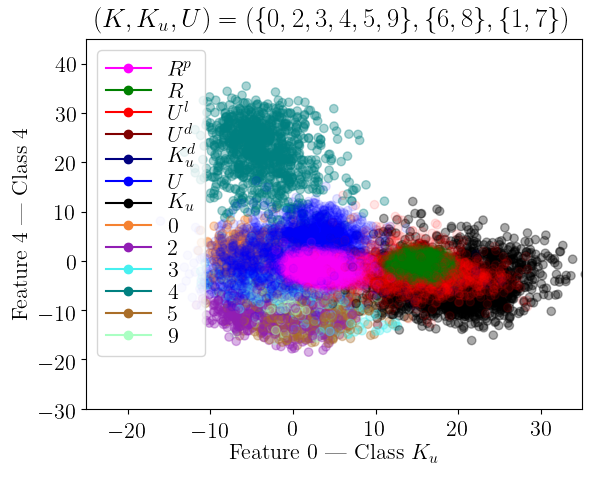 (K, K_u, U) = ({0, 2, 3, 4, 5, 9}, {6, 8}, {1, 7})
Feature 4 — Class 4
40
30
20
10
0
−10
−20
−30
R^p
R
U^l
U^d
K_u^d
U
K_u
0
2
3
4
5
9
−20
−10
0
10
20
30
Feature 0 — Class K_u